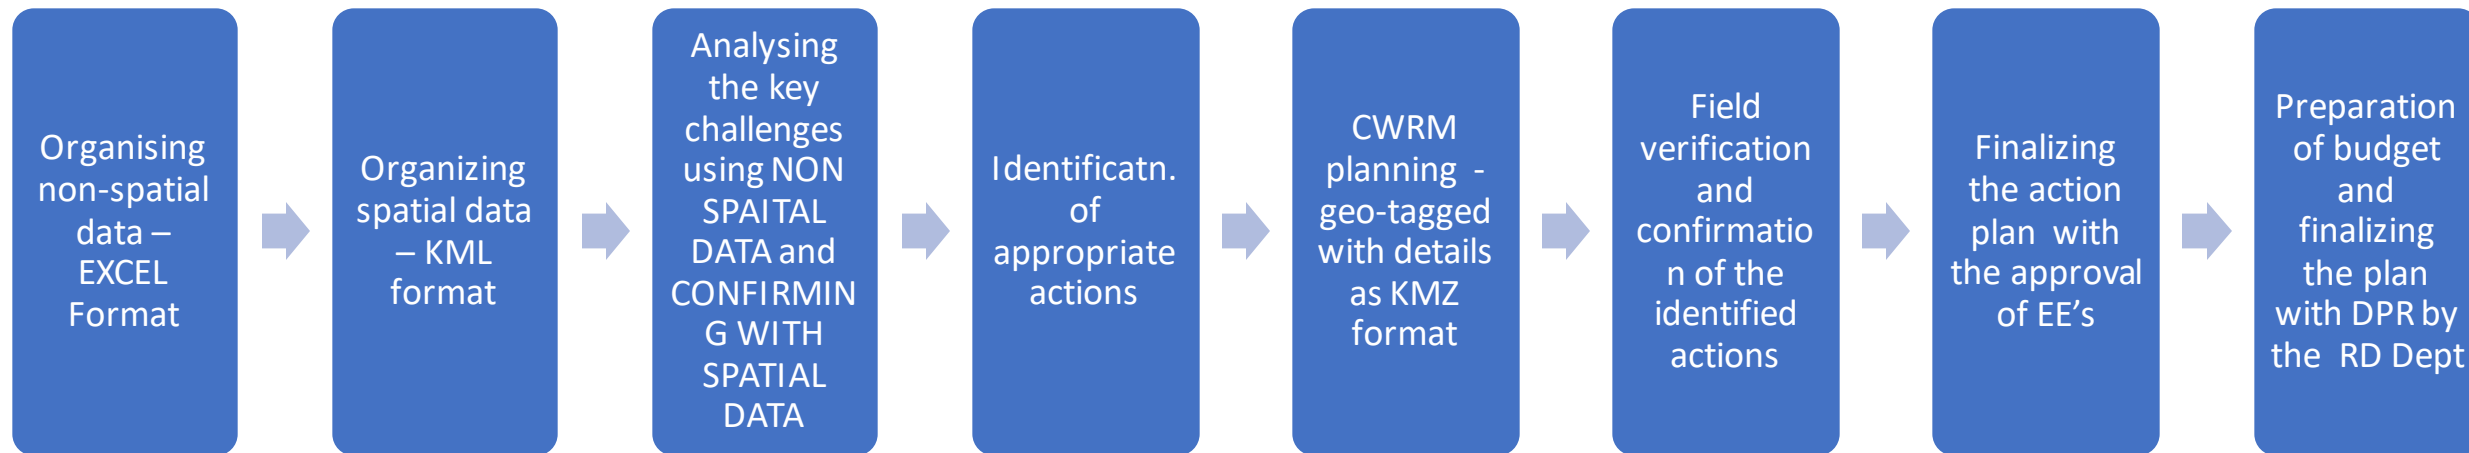 Organising
non-spatial
data –
EXCEL
Format
Organizing
spatial data
– KML
format
Analysing
the key
challenges
using NON
SPAITAL
DATA and
CONFIRMIN
G WITH
SPATIAL
DATA
Identificatn.
of
appropriate
actions
CWRM
planning -
geo-tagged
with details
as KMZ
format
Field
verification
and
confirmatio
n of the
identified
actions
Finalizing
the action
plan with
the approval
of EE’s
Preparation
of budget
and
finalizing
the plan
with DPR by
the RD Dept